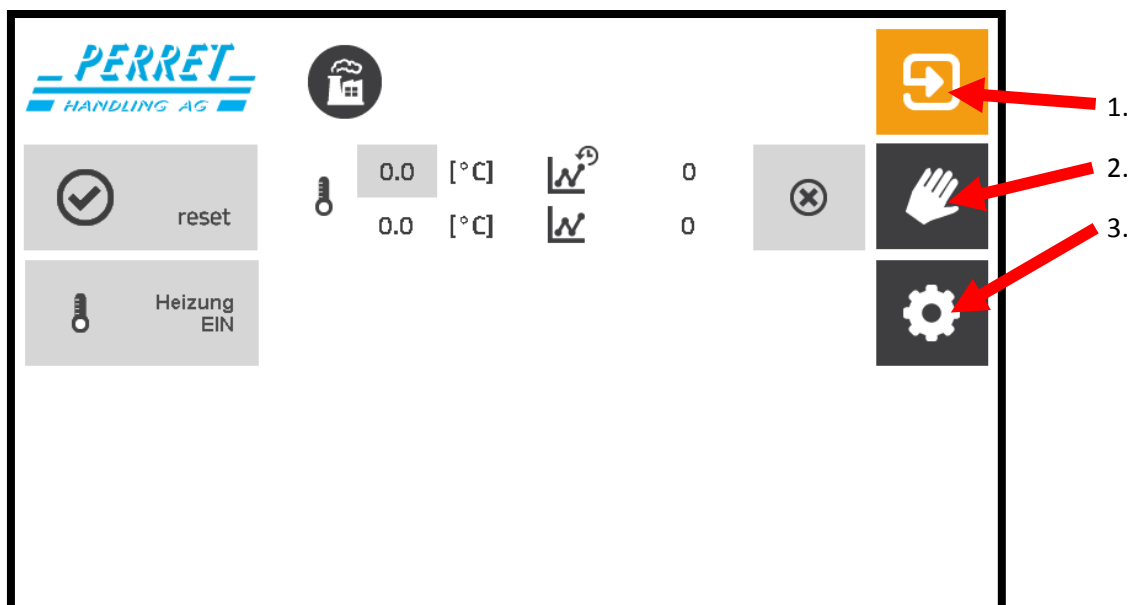 PERRET
HANDLING AG
1.
reset
0.0 [°C] 0
2.
0.0 [°C] 0
3.
Heizung
EIN